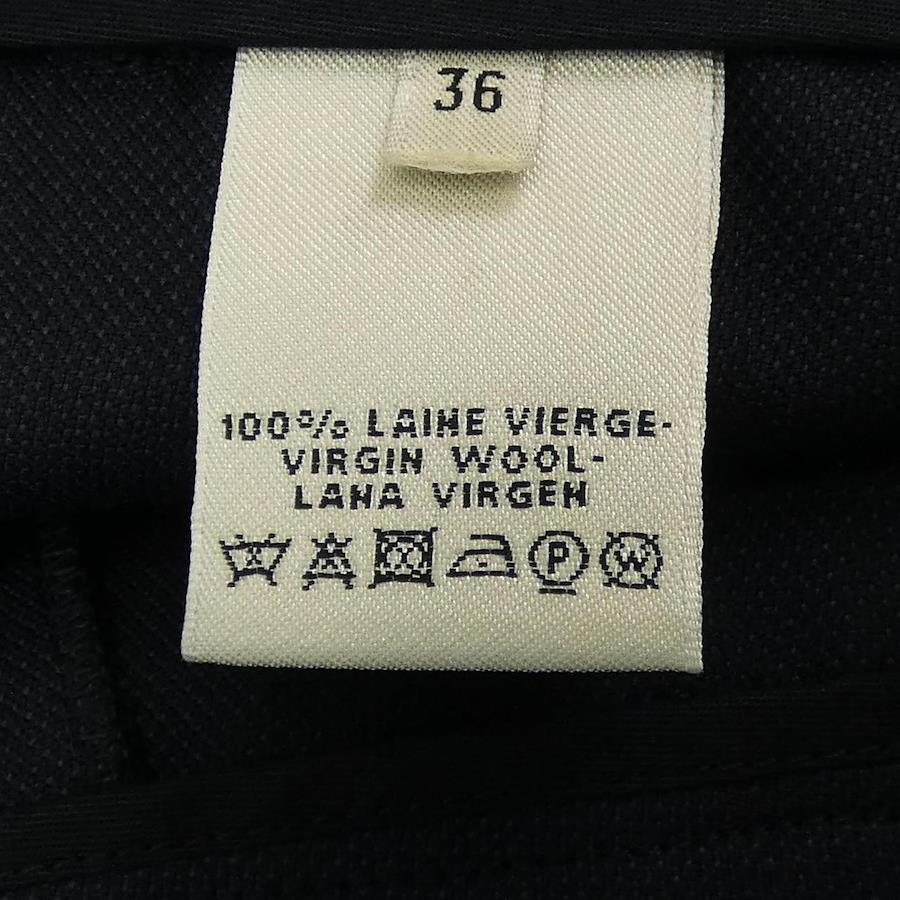 36
100% LAINE VIERGE-
VIRGIN WOOL-
LANA VIRGEN
P W